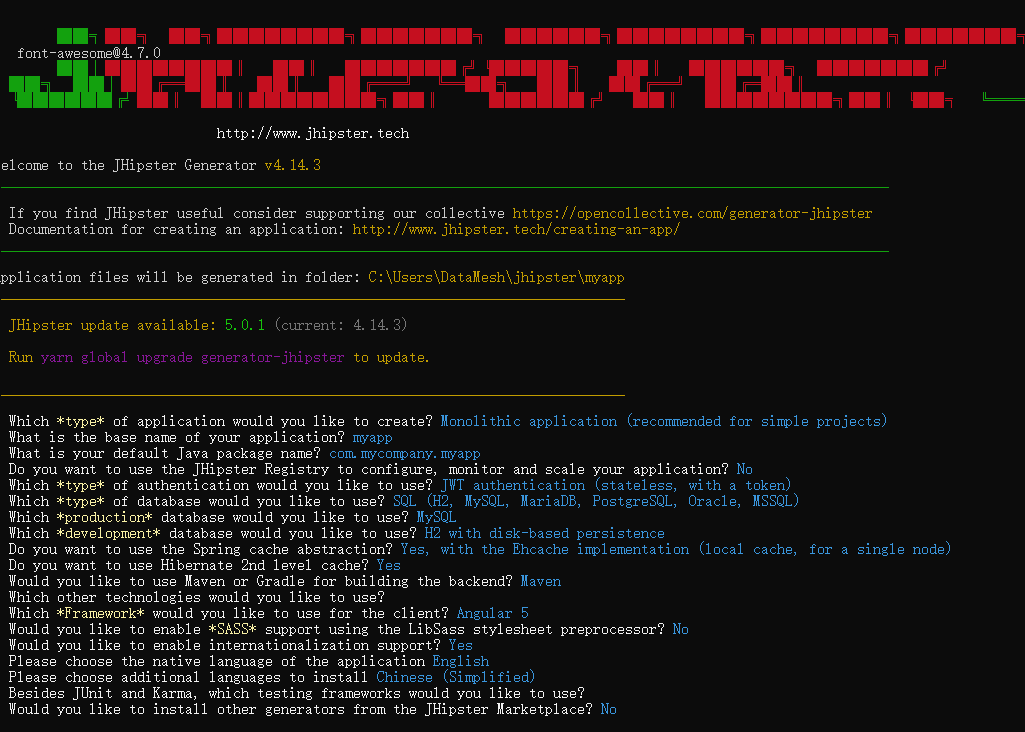 font-awesome@4.7.0
http://www.jhipster.tech
elcome to the JHipster Generator v4.14.3
If you find JHipster useful consider supporting our collective https://opencollective.com/generator-jhipster
Documentation for creating an application: http://www.jhipster.tech/creating-an-app/
pplication files will be generated in folder: C:\Users\DataMesh\jhipster\myapp
JHipster update available: 5.0.1 (current: 4.14.3)
Run yarn global upgrade generator-jhipster to update.
Which *type* of application would you like to create? Monolithic application (recommended for simple projects)
What is the base name of your application? myapp
What is your default Java package name? com.mycompany.myapp
Do you want to use the JHipster Registry to configure, monitor and scale your application? No
Which *type* of authentication would you like to use? JWT authentication (stateless, with a token)
Which *type* of database would you like to use? SQL (H2, MySQL, MariaDB, PostgreSQL, Oracle, MSSQL)
Which *production* database would you like to use? MySQL
Which *development* database would you like to use? H2 with disk-based persistence
Do you want to use the Spring cache abstraction? Yes, with the Ehcache implementation (local cache, for a single node)
Do you want to use Hibernate 2nd level cache? Yes
Would you like to use Maven or Gradle for building the backend? Maven
Which other technologies would you like to use?
Which *Framework* would you like to use for the client? Angular 5
Would you like to enable *SASS* support using the LibSass stylesheet preprocessor? No
Would you like to enable internationalization support? Yes
Please choose the native language of the application English
Please choose additional languages to install Chinese (Simplified)
Besides JUnit and Karma, which testing frameworks would you like to use?
Would you like to install other generators from the JHipster Marketplace? No